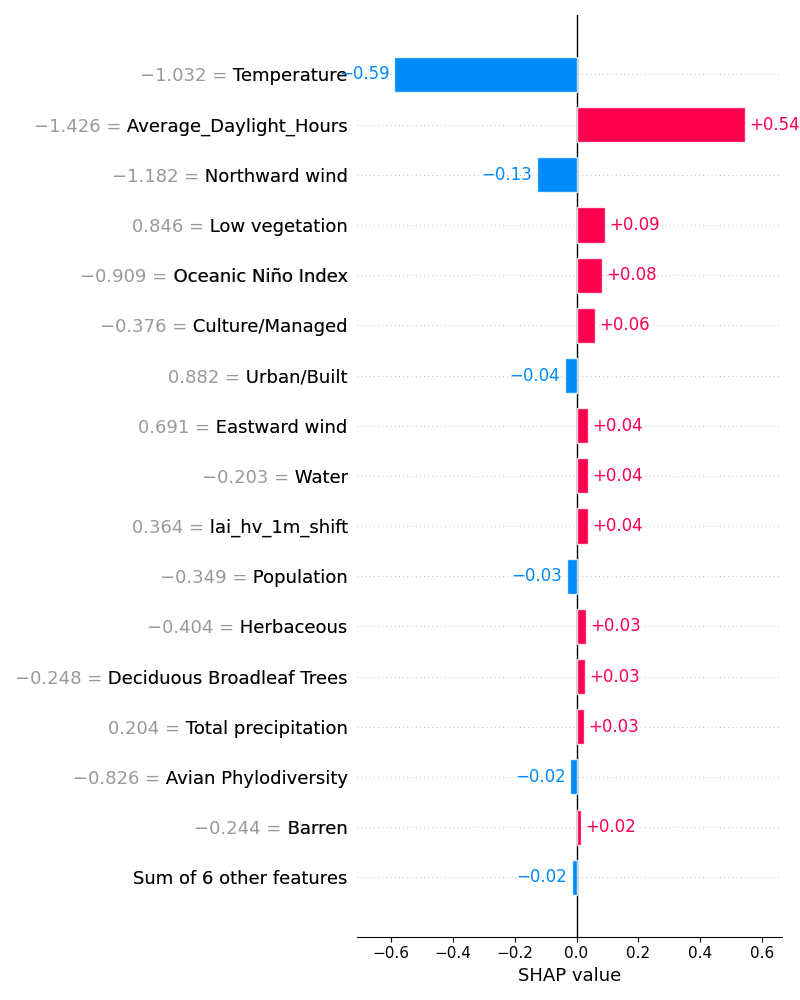 −1.032 = Temperature −0.59
−1.426 = Average_Daylight_Hours +0.54
−1.182 = Northward wind −0.13
0.846 = Low vegetation +0.09
−0.909 = Oceanic Niño Index +0.08
−0.376 = Culture/Managed +0.06
0.882 = Urban/Built −0.04
0.691 = Eastward wind +0.04
−0.203 = Water +0.04
0.364 = lai_hv_1m_shift +0.04
−0.349 = Population −0.03
−0.404 = Herbaceous +0.03
−0.248 = Deciduous Broadleaf Trees +0.03
0.204 = Total precipitation +0.03
−0.826 = Avian Phylodiversity −0.02
−0.244 = Barren +0.02
Sum of 6 other features −0.02
−0.6 −0.4 −0.2 0.0 0.2 0.4 0.6
SHAP value